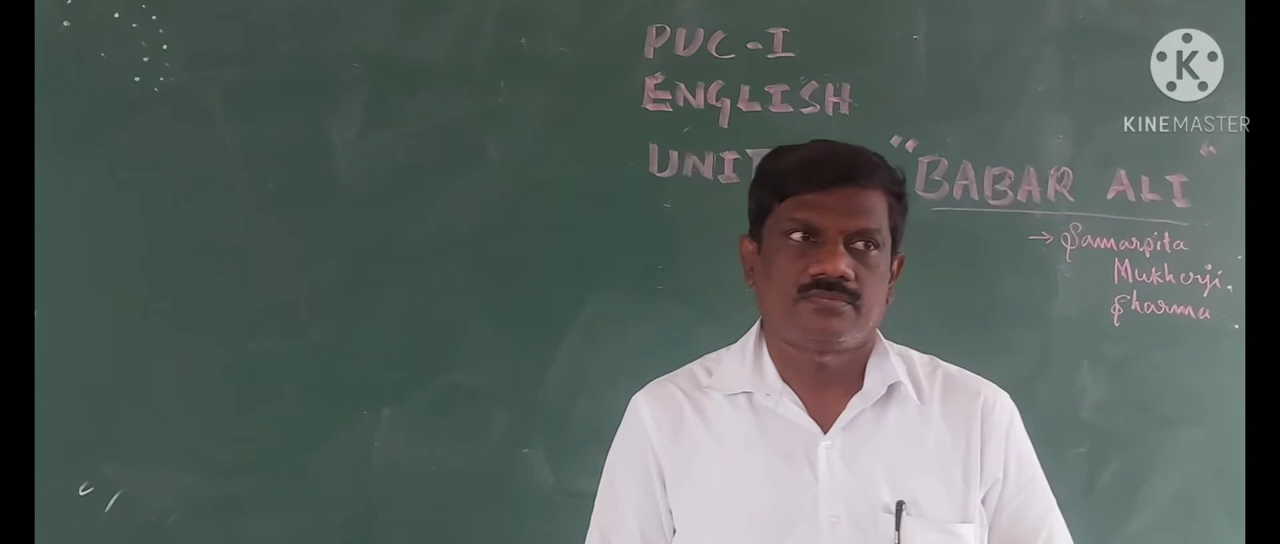 PUC-I
ENGLISH
UNIT
"BABAR ALI"
→ Samarpita
Mukherji
Sharma
K
KINEMASTER